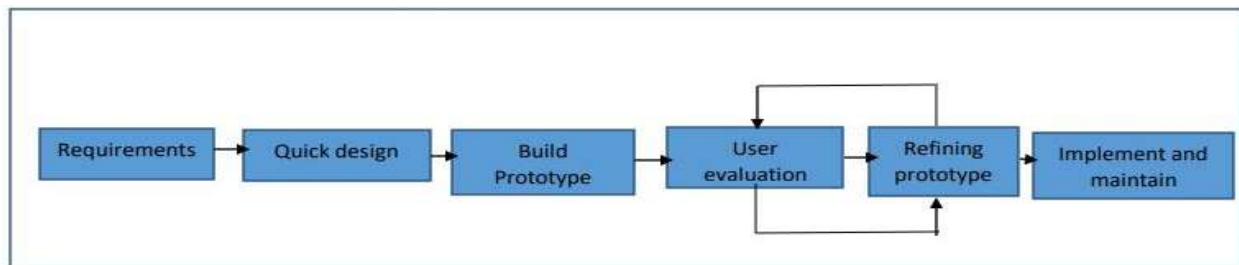 Requirements
Quick design
Build
Prototype
User
evaluation
Refining
prototype
Implement and
maintain